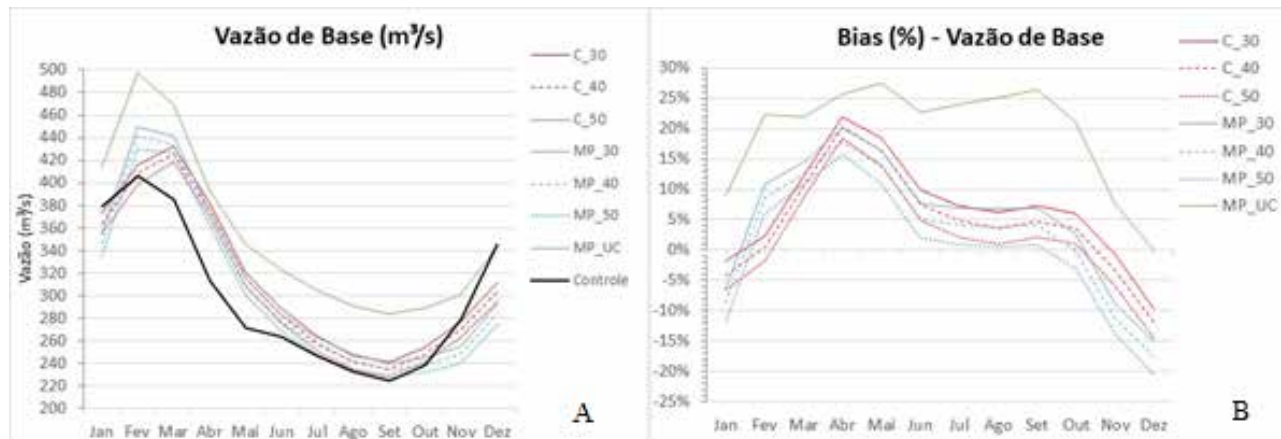 Vazão de Base (m³/s)
Vazão (m³/s)
500
480
460
440
420
400
380
360
340
320
300
280
260
240
220
200
Jan Fev Mar Abr Mai Jun Jul Ago Set Out Nov Dez
C_30
C_40
C_50
MP_30
MP_40
MP_50
MP_UC
Controle
A
Bias (%) - Vazão de Base
30%
25%
20%
15%
10%
5%
0%
-5%
-10%
-15%
-20%
-25%
Jan Fev Mar Abr Mai Jun Jul Ago Set Out Nov Dez
C_30
C_40
C_50
MP_30
MP_40
MP_50
MP_UC
B